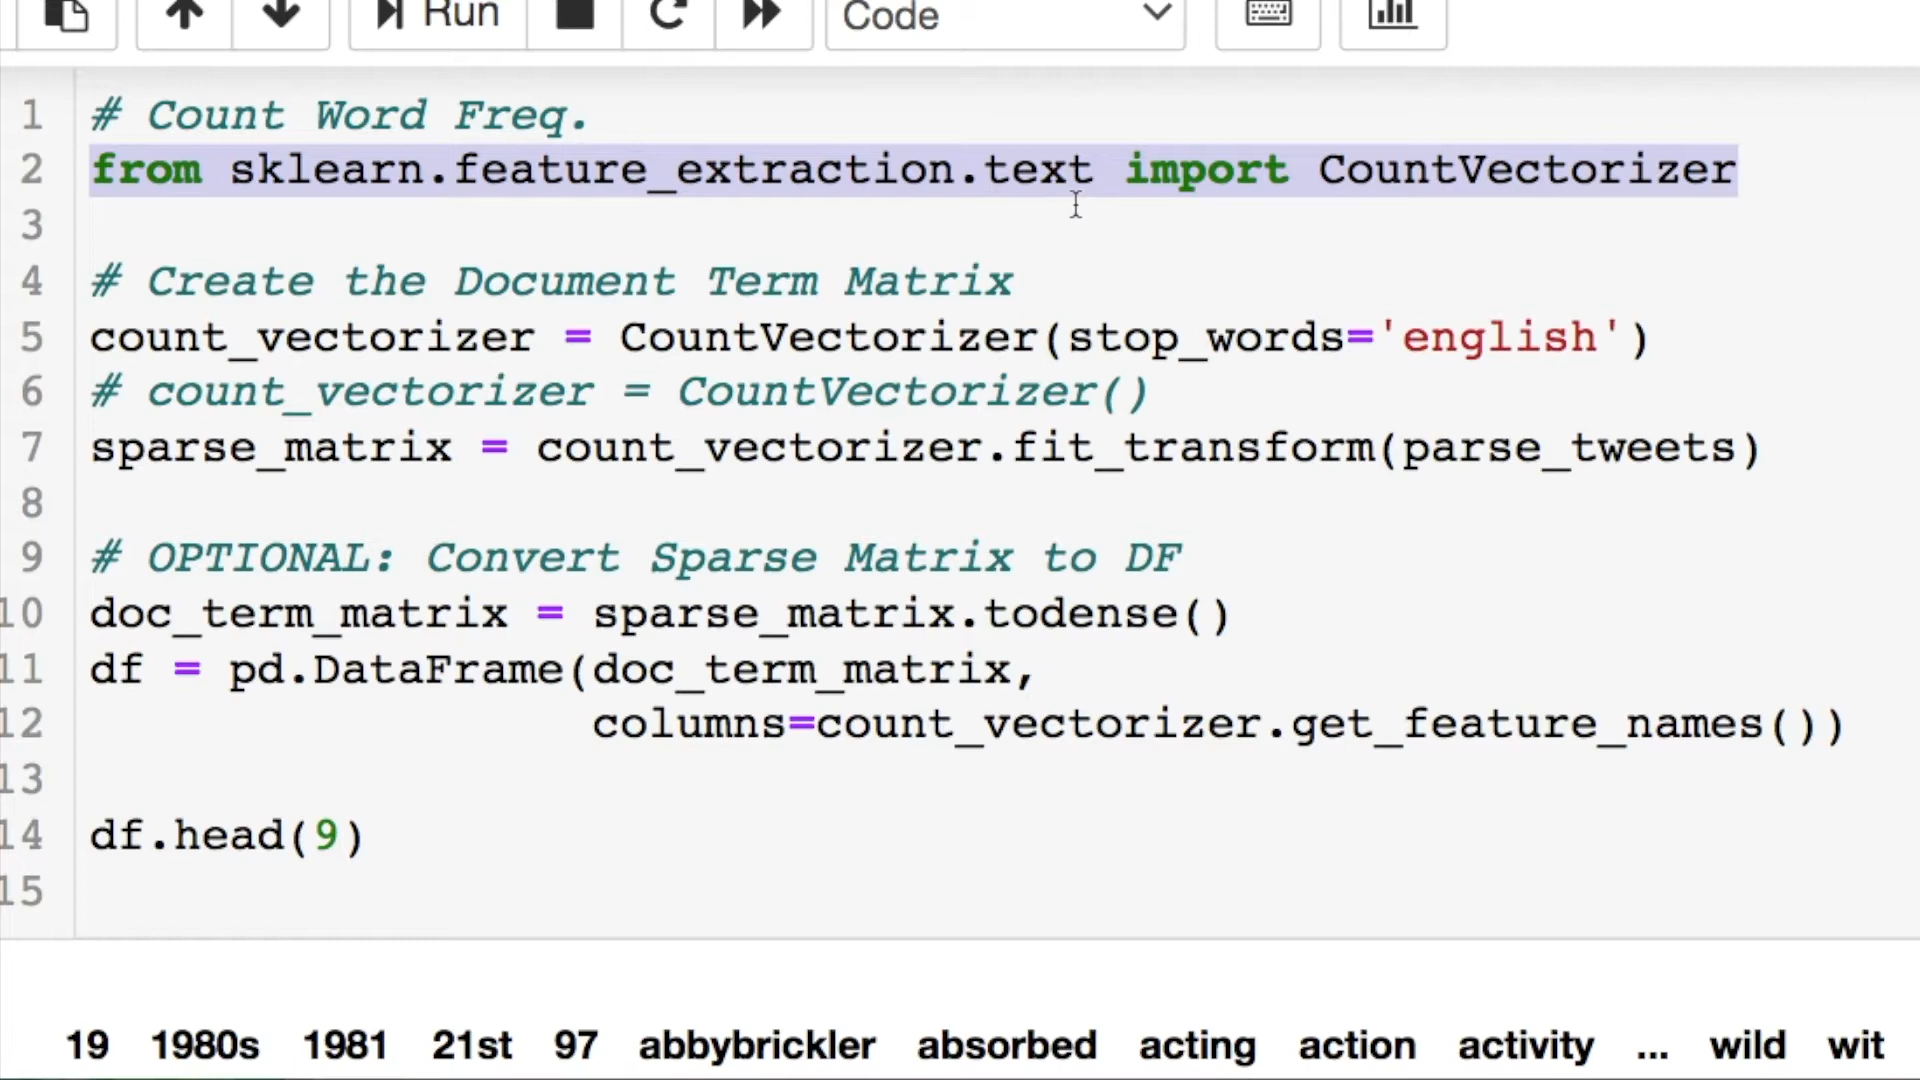 Run Code
1 # Count Word Freq.
2 from sklearn.feature_extraction.text import CountVectorizer
3
4 # Create the Document Term Matrix
5 count_vectorizer = CountVectorizer(stop_words='english')
6 # count_vectorizer = CountVectorizer()
7 sparse_matrix = count_vectorizer.fit_transform(parse_tweets)
8
9 # OPTIONAL: Convert Sparse Matrix to DF
10 doc_term_matrix = sparse_matrix.todense()
11 df = pd.DataFrame(doc_term_matrix,
12 columns=count_vectorizer.get_feature_names())
13
14 df.head(9)
15
19 1980s 1981 21st 97 abbybrickler absorbed acting action activity ... wild wit